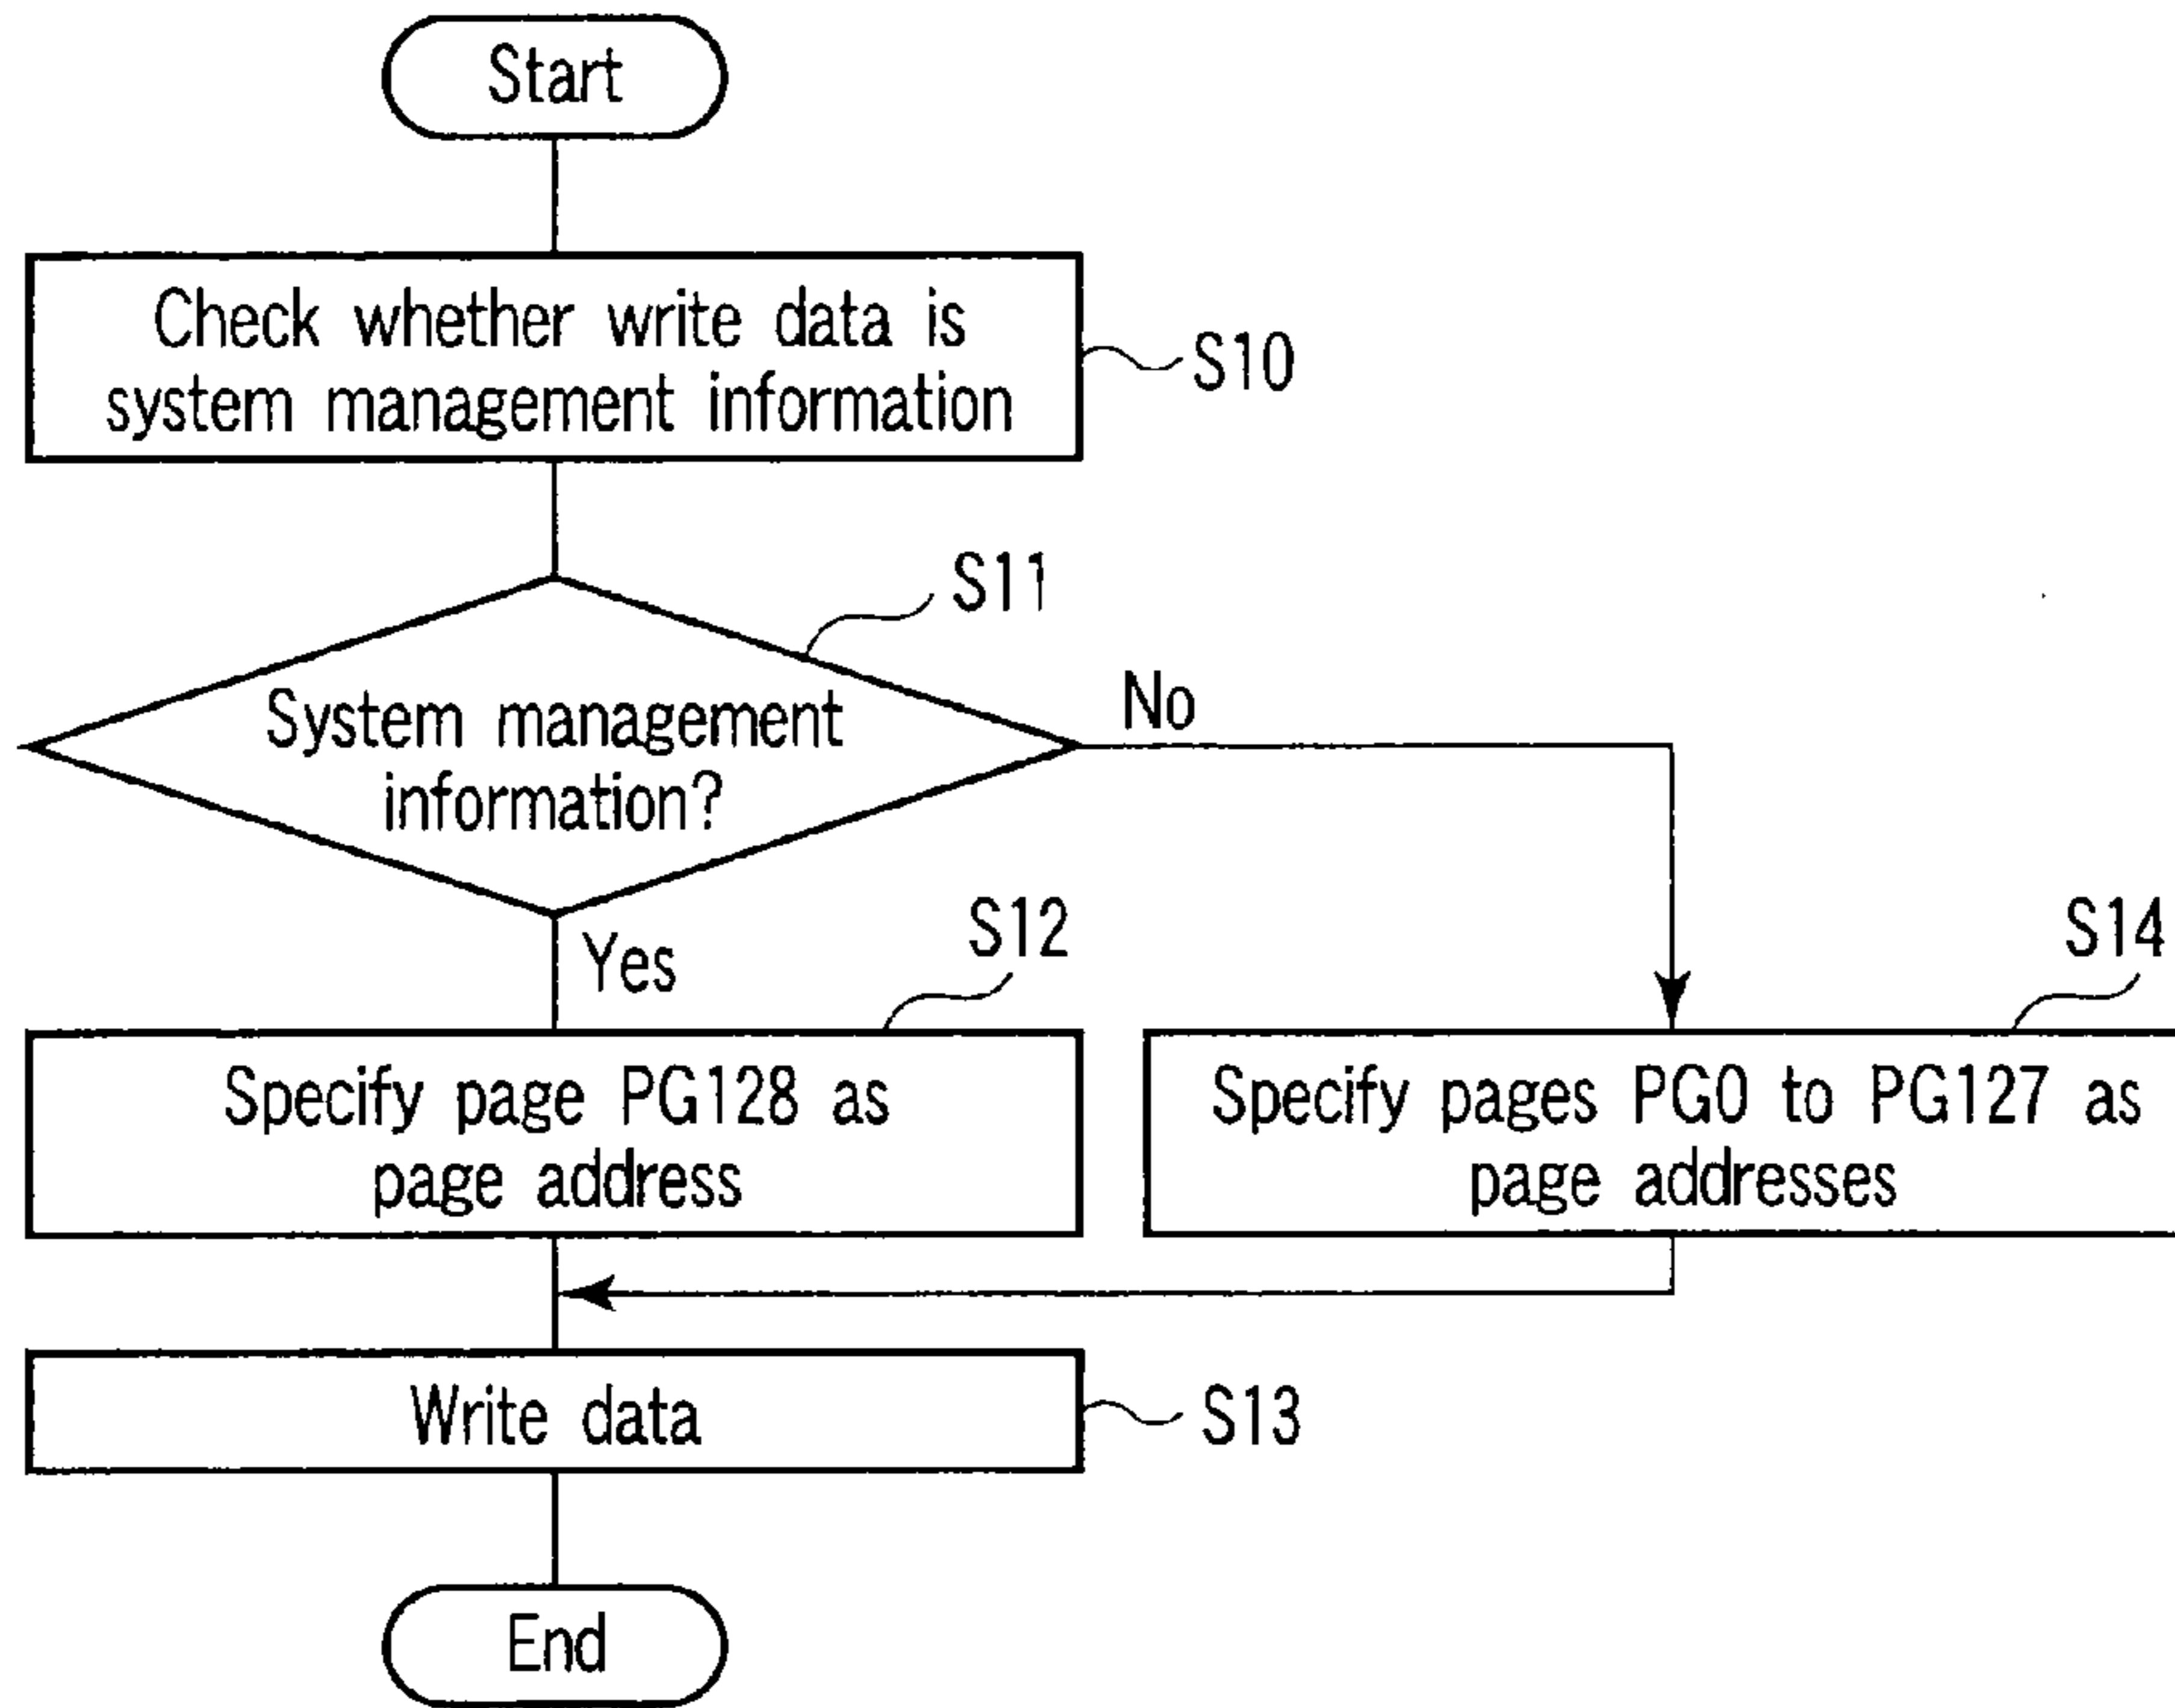 Start
Check whether write data is
system management information
S10
S11
System management
information?
No
Yes
S12
S14
Specify page PG128 as
page address
Specify pages PG0 to PG127 as
page addresses
Write data
S13
End